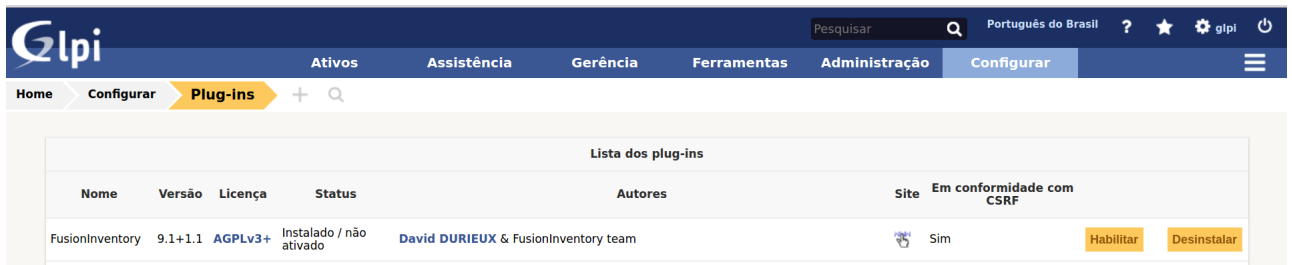 Glpi
Pesquisar
Português do Brasil
?
glpi
Ativos
Assistência
Gerência
Ferramentas
Administração
Configurar
Home
Configurar
Plug-ins
Lista dos plug-ins
Nome
Versão
Licença
Status
Autores
Site
Em conformidade com
CSRF
FusionInventory
9.1+1.1
AGPLv3+
Instalado / não
ativado
David DURIEUX & FusionInventory team
Sim
Habilitar
Desinstalar